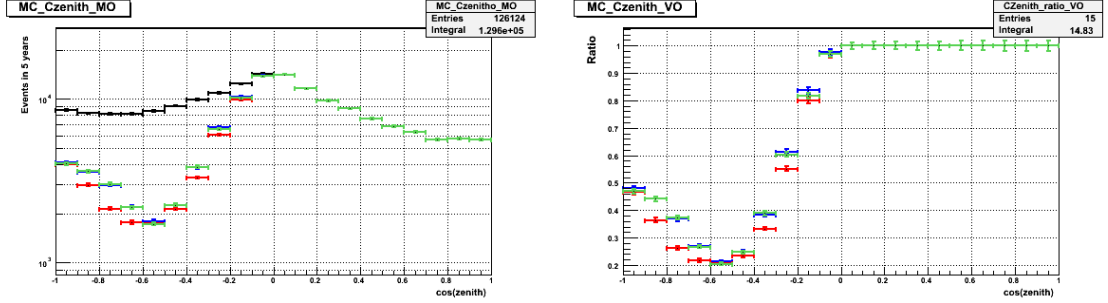 MC_Czenith_MO
MC_Czenitho_MO
Entries 126124
Integral 1.296e+05
Events in 5 years
10^4
10^3
-1 -0.8 -0.6 -0.4 -0.2 0 0.2 0.4 0.6 0.8 1
cos(zenith)
MC_Czenith_VO
CZenith_ratio_VO
Entries 15
Integral 14.83
Ratio
1
0.9
0.8
0.7
0.6
0.5
0.4
0.3
0.2
-1 -0.8 -0.6 -0.4 -0.2 0 0.2 0.4 0.6 0.8 1
cos(zenith)